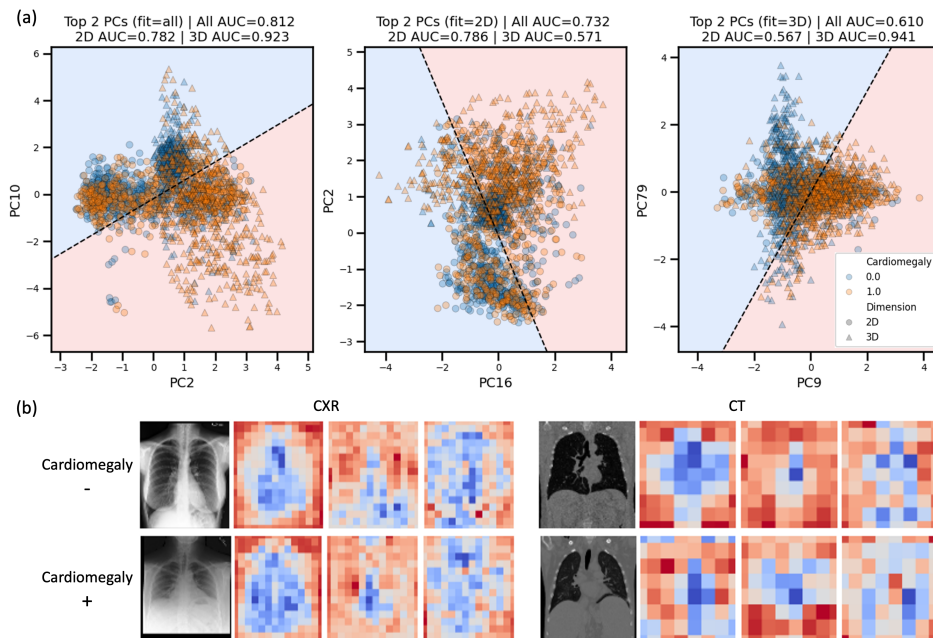 (a)
Top 2 PCs (fit=all) | All AUC=0.812
2D AUC=0.782 | 3D AUC=0.923
6
4
2
0
−2
−4
−6
PC10
−3 −2 −1 0 1 2 3 4 5
PC2
Top 2 PCs (fit=2D) | All AUC=0.732
2D AUC=0.786 | 3D AUC=0.571
5
4
3
2
1
0
−1
−2
−3
PC2
−4 −2 0 2 4
PC16
Top 2 PCs (fit=3D) | All AUC=0.610
2D AUC=0.567 | 3D AUC=0.941
4
2
0
−2
−4
PC79
−4 −2 0 2 4
PC9
Cardiomegaly
0.0
1.0
Dimension
2D
3D
(b)
CXR
CT
Cardiomegaly
-
Cardiomegaly
+